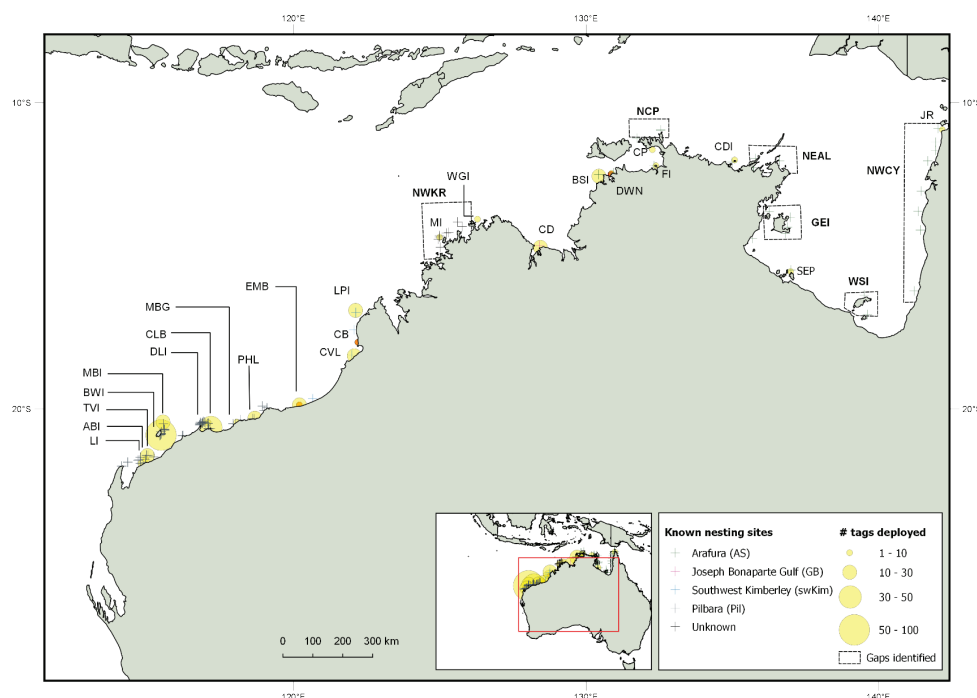 120°E
130°E
140°E
10°S
10°S
JR
NCP
CP
CDI
NEAL
NWCY
WGI
BSI
FI
DWN
NWKR
MI
CD
GEI
SEP
WSI
EMB
LPI
MBG
CLB
CB
DLI
CVL
PHL
MBI
BWI
TVI
ABI
LI
20°S
20°S
Known nesting sites
# tags deployed
Arafura (AS)
1 - 10
Joseph Bonaparte Gulf (GB)
10 - 30
Southwest Kimberley (swKim)
30 - 50
Pilbara (Pil)
Unknown
50 - 100
Gaps identified
0 100 200 300 km
120°E
130°E
140°E